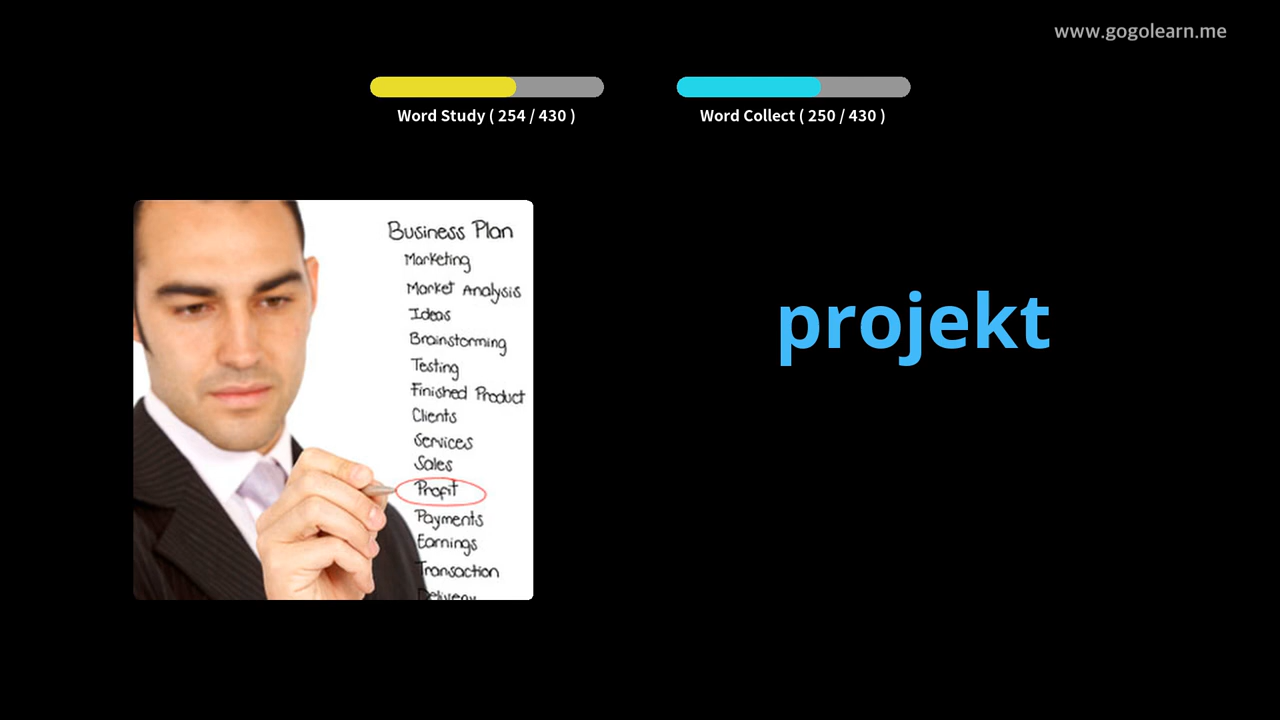 www.gogolearn.me
Word Study ( 254 / 430 )
Word Collect ( 250 / 430 )
Business Plan
Marketing
Market Analysis
Ideas
Brainstorming
Testing
Finished Product
Clients
Services
Sales
Profit
Payments
Earnings
Transaction
Delivery
projekt